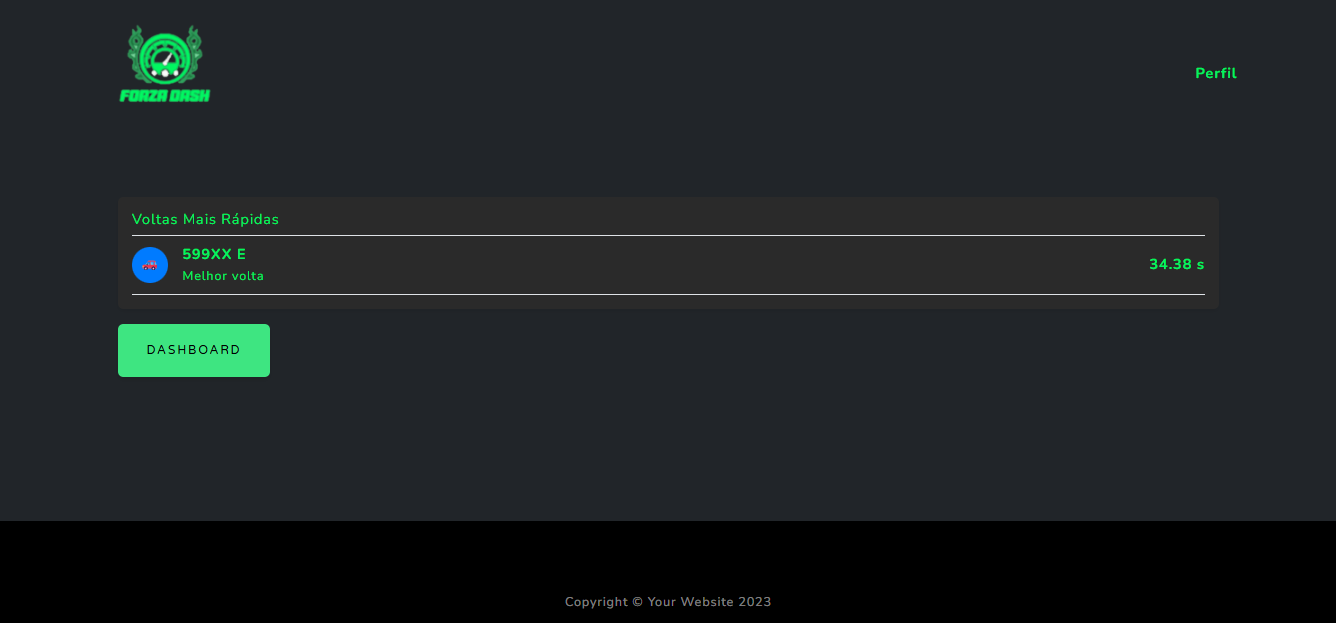 FORZA DASH
Perfil
Voltas Mais Rápidas
599XX E
Melhor volta
34.38 s
DASHBOARD
Copyright © Your Website 2023